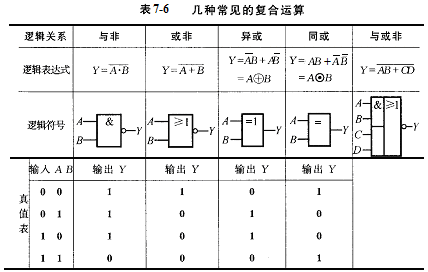 表7-6 几种常见的复合运算
逻辑关系 与非 或非 异或 同或 与或非
逻辑表达式 Y=\overline{A·B} Y=\overline{A+B} Y=\overline{A}B+A\overline{B} =A⊕B Y=AB+\overline{A}\,\overline{B} =A⊙B Y=\overline{AB+CD}
逻辑符号 A B & Y A B ≥1 Y A B =1 Y A B = Y A B C D & ≥1 Y
真值表 输入 A B 输出 Y 输出 Y 输出 Y 输出 Y
0 0 1 1 0 1
0 1 1 0 1 0
1 0 1 0 1 0
1 1 0 0 0 1